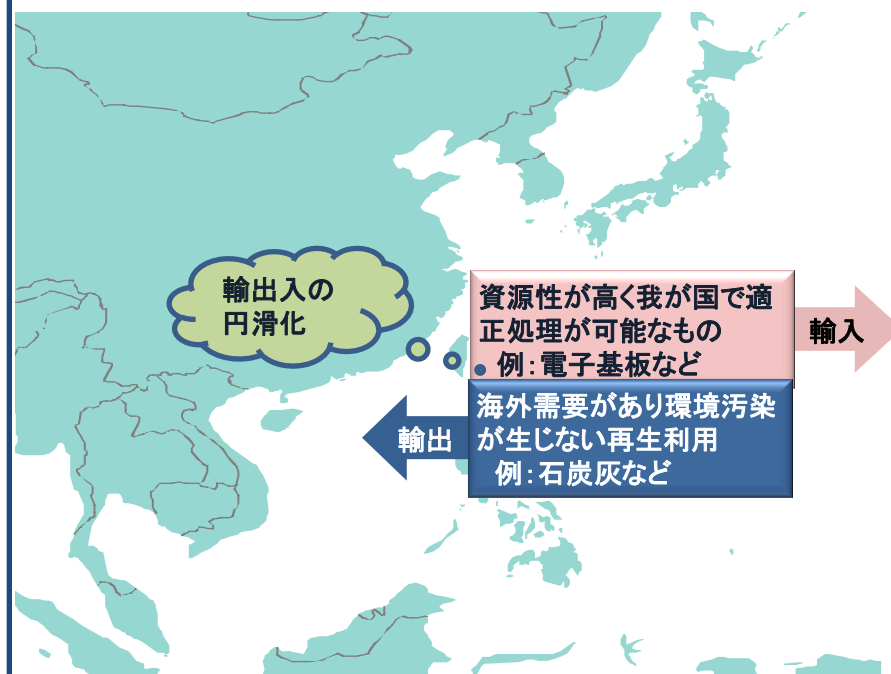 輸出入の
円滑化
資源性が高く我が国で適
正処理が可能なもの
例：電子基板など
輸入
海外需要があり環境汚染
が生じない再生利用
例：石炭灰など
輸出